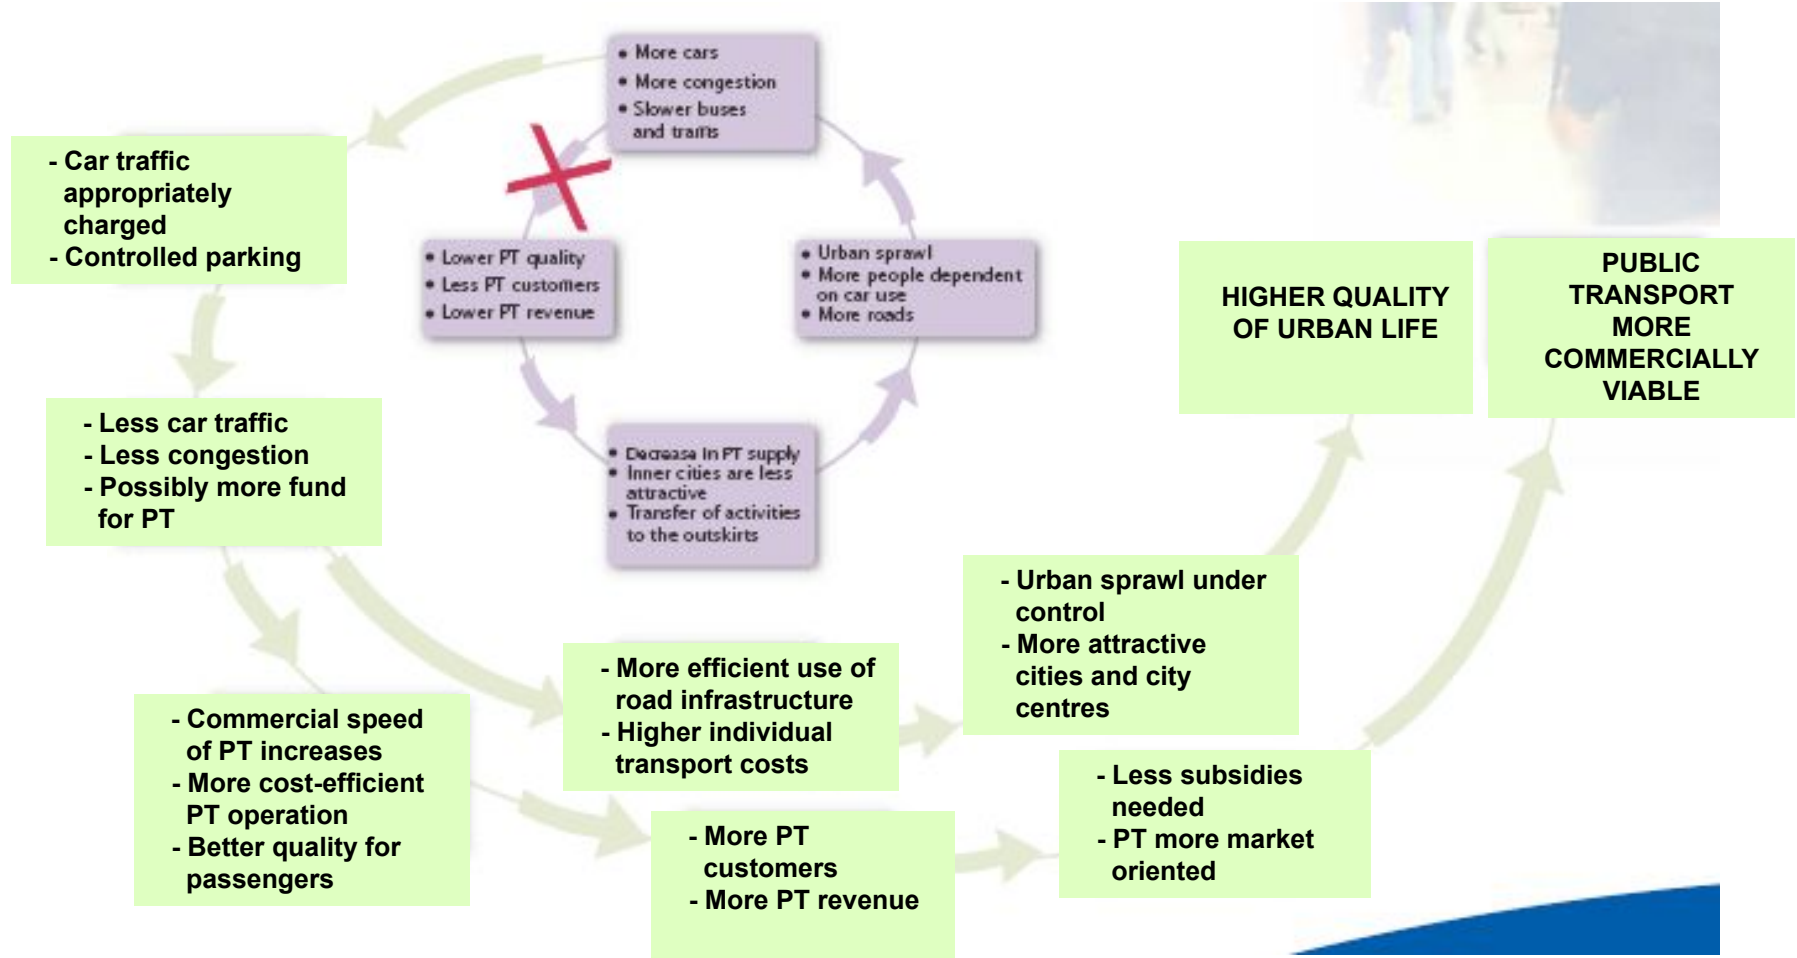 • More cars
• More congestion
• Slower buses
and trams
- Car traffic
appropriately
charged
- Controlled parking
• Lower PT quality
• Less PT customers
• Lower PT revenue
• Urban sprawl
• More people dependent
on car use
• More roads
HIGHER QUALITY
OF URBAN LIFE
PUBLIC
TRANSPORT
MORE
COMMERCIALLY
VIABLE
- Less car traffic
- Less congestion
- Possibly more fund
for PT
• Decrease in PT supply
• Inner cities are less
attractive
• Transfer of activities
to the outskirts
- Urban sprawl under
control
- More attractive
cities and city
centres
- More efficient use of
road infrastructure
- Higher individual
transport costs
- Commercial speed
of PT increases
- More cost-efficient
PT operation
- Better quality for
passengers
- Less subsidies
needed
- PT more market
oriented
- More PT
customers
- More PT revenue